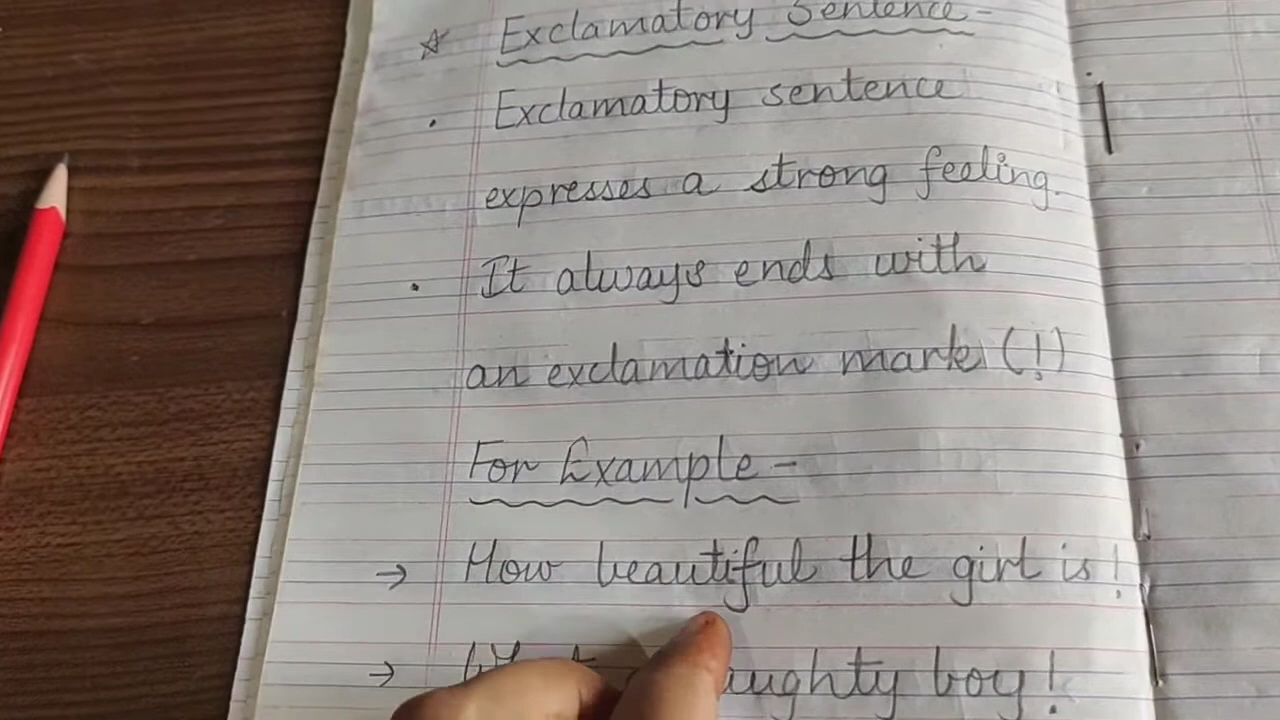 ☆ Exclamatory Sentence-
. Exclamatory sentence
expresses a strong feeling.
. It always ends with
an exclamation mark (!)
For Example-
→ How beautiful the girl is!
→ boy!